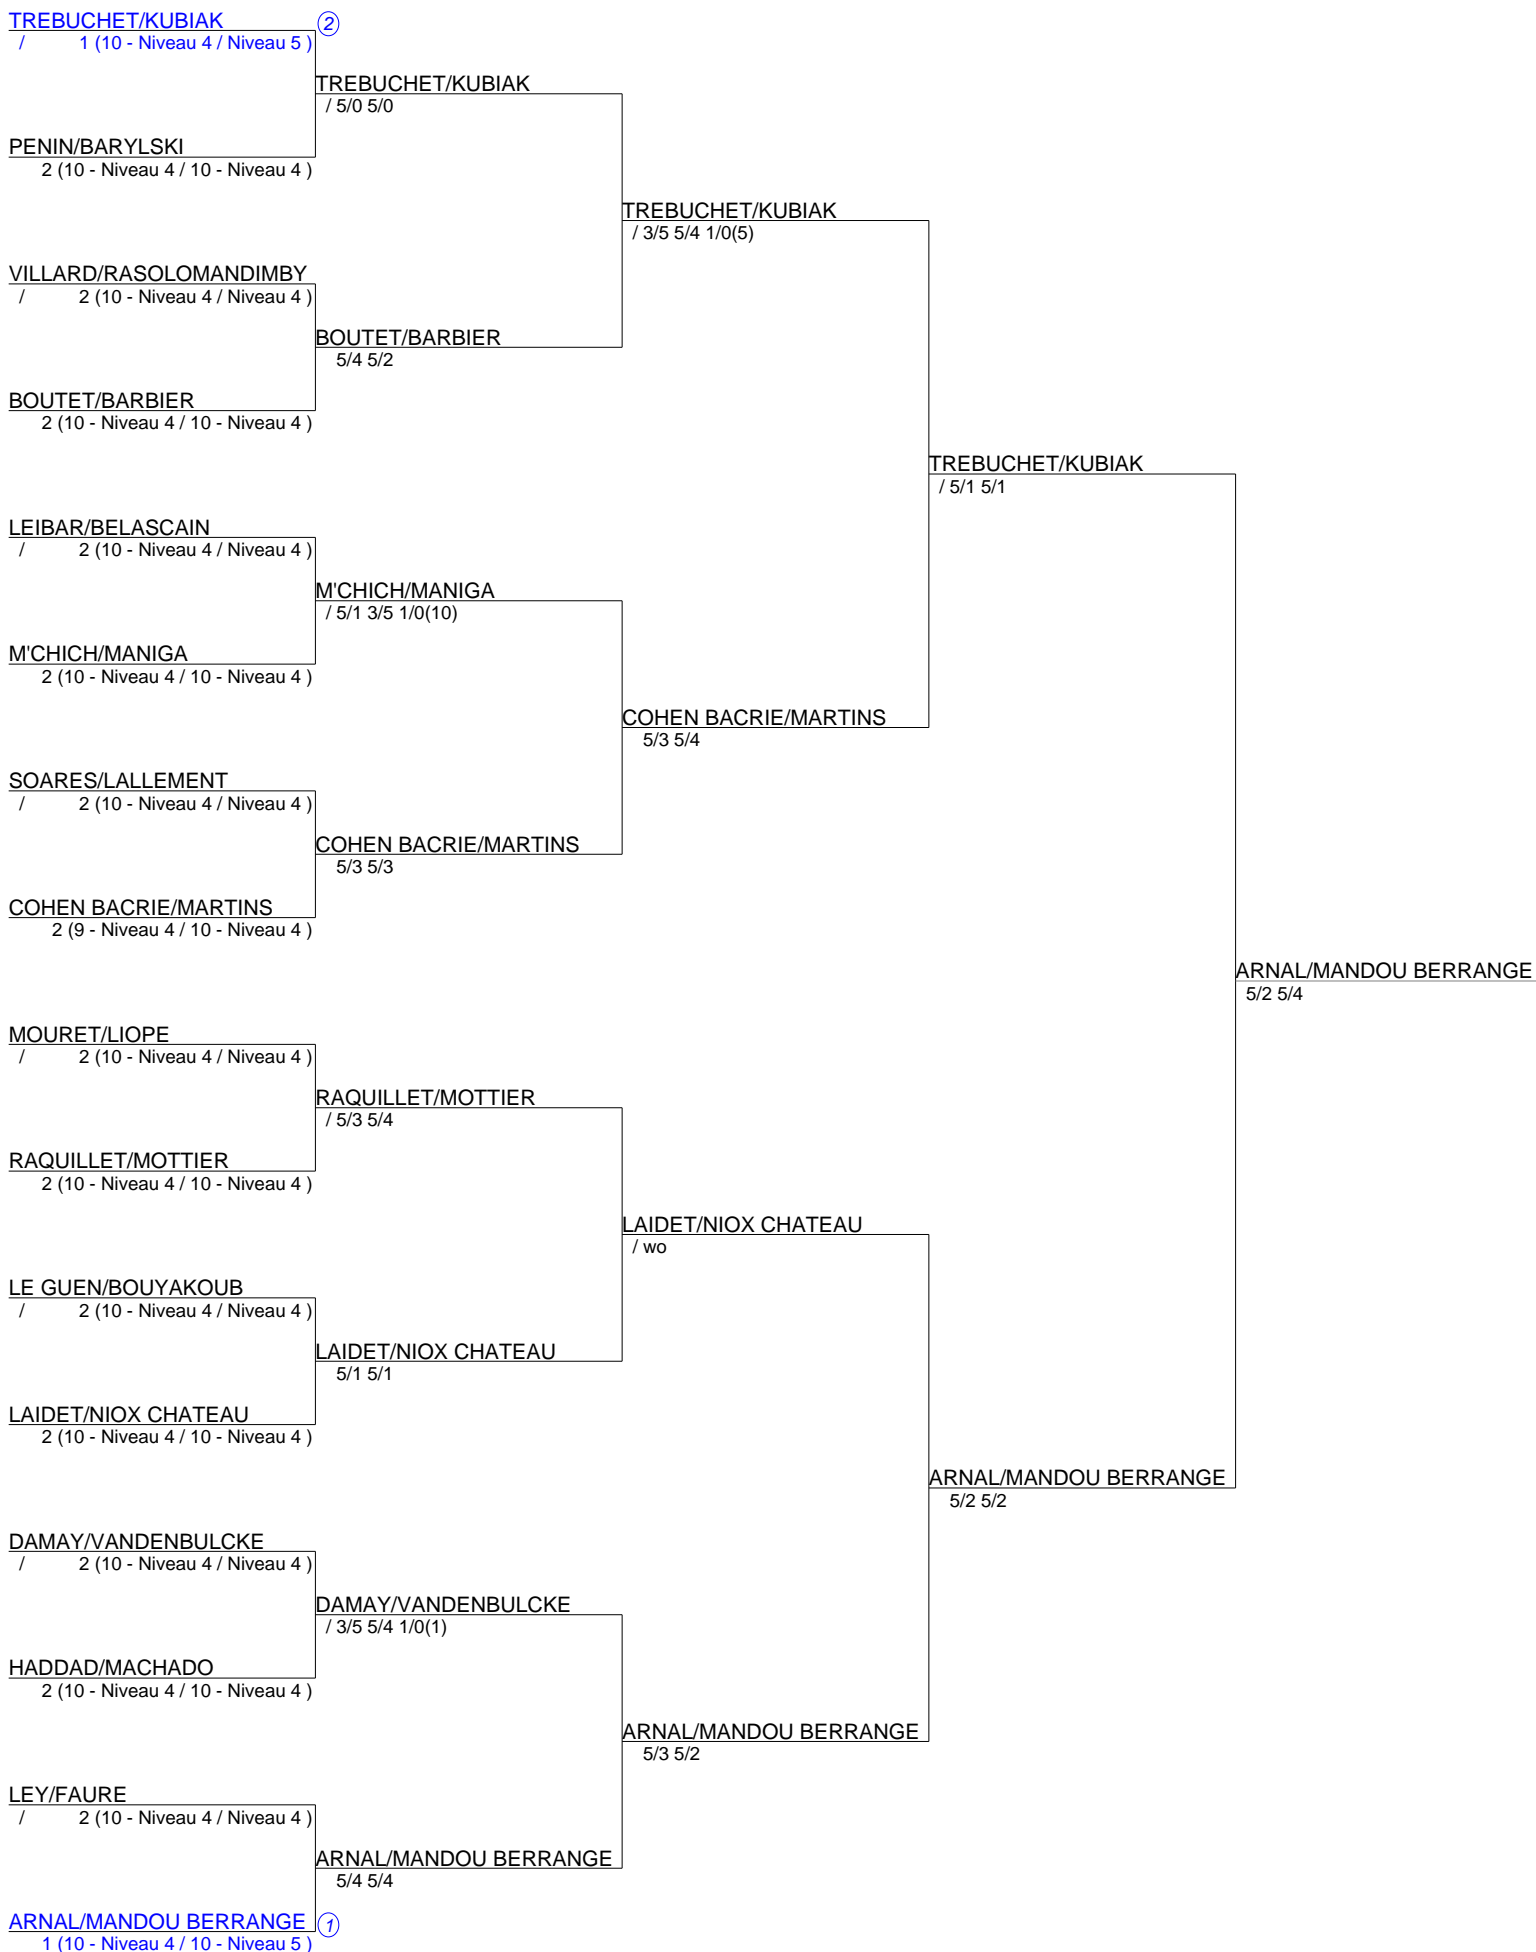 TREBUCHET/KUBIAK 2
/ 1 (10 - Niveau 4 / Niveau 5 )
TREBUCHET/KUBIAK
/ 5/0 5/0
PENIN/BARYLSKI
2 (10 - Niveau 4 / 10 - Niveau 4 )
TREBUCHET/KUBIAK
/ 3/5 5/4 1/0(5)
VILLARD/RASOLOMANDIMBY
/ 2 (10 - Niveau 4 / Niveau 4 )
BOUTET/BARBIER
5/4 5/2
BOUTET/BARBIER
2 (10 - Niveau 4 / 10 - Niveau 4 )
TREBUCHET/KUBIAK
/ 5/1 5/1
LEIBAR/BELASCAIN
/ 2 (10 - Niveau 4 / Niveau 4 )
M'CHICH/MANIGA
/ 5/1 3/5 1/0(10)
M'CHICH/MANIGA
2 (10 - Niveau 4 / 10 - Niveau 4 )
COHEN BACRIE/MARTINS
5/3 5/4
SOARES/LALLEMENT
/ 2 (10 - Niveau 4 / Niveau 4 )
COHEN BACRIE/MARTINS
5/3 5/3
COHEN BACRIE/MARTINS
2 (9 - Niveau 4 / 10 - Niveau 4 )
ARNAL/MANDOU BERRANGE
5/2 5/4
MOURET/LIOPE
/ 2 (10 - Niveau 4 / Niveau 4 )
RAQUILLET/MOTTIER
/ 5/3 5/4
RAQUILLET/MOTTIER
2 (10 - Niveau 4 / 10 - Niveau 4 )
LAIDET/NIOX CHATEAU
/ wo
LE GUEN/BOUYAKOUB
/ 2 (10 - Niveau 4 / Niveau 4 )
LAIDET/NIOX CHATEAU
5/1 5/1
LAIDET/NIOX CHATEAU
2 (10 - Niveau 4 / 10 - Niveau 4 )
ARNAL/MANDOU BERRANGE
5/2 5/2
DAMAY/VANDENBULCKE
/ 2 (10 - Niveau 4 / Niveau 4 )
DAMAY/VANDENBULCKE
/ 3/5 5/4 1/0(1)
HADDAD/MACHADO
2 (10 - Niveau 4 / 10 - Niveau 4 )
ARNAL/MANDOU BERRANGE
5/3 5/2
LEY/FAURE
/ 2 (10 - Niveau 4 / Niveau 4 )
ARNAL/MANDOU BERRANGE
5/4 5/4
ARNAL/MANDOU BERRANGE 1
1 (10 - Niveau 4 / 10 - Niveau 5 )